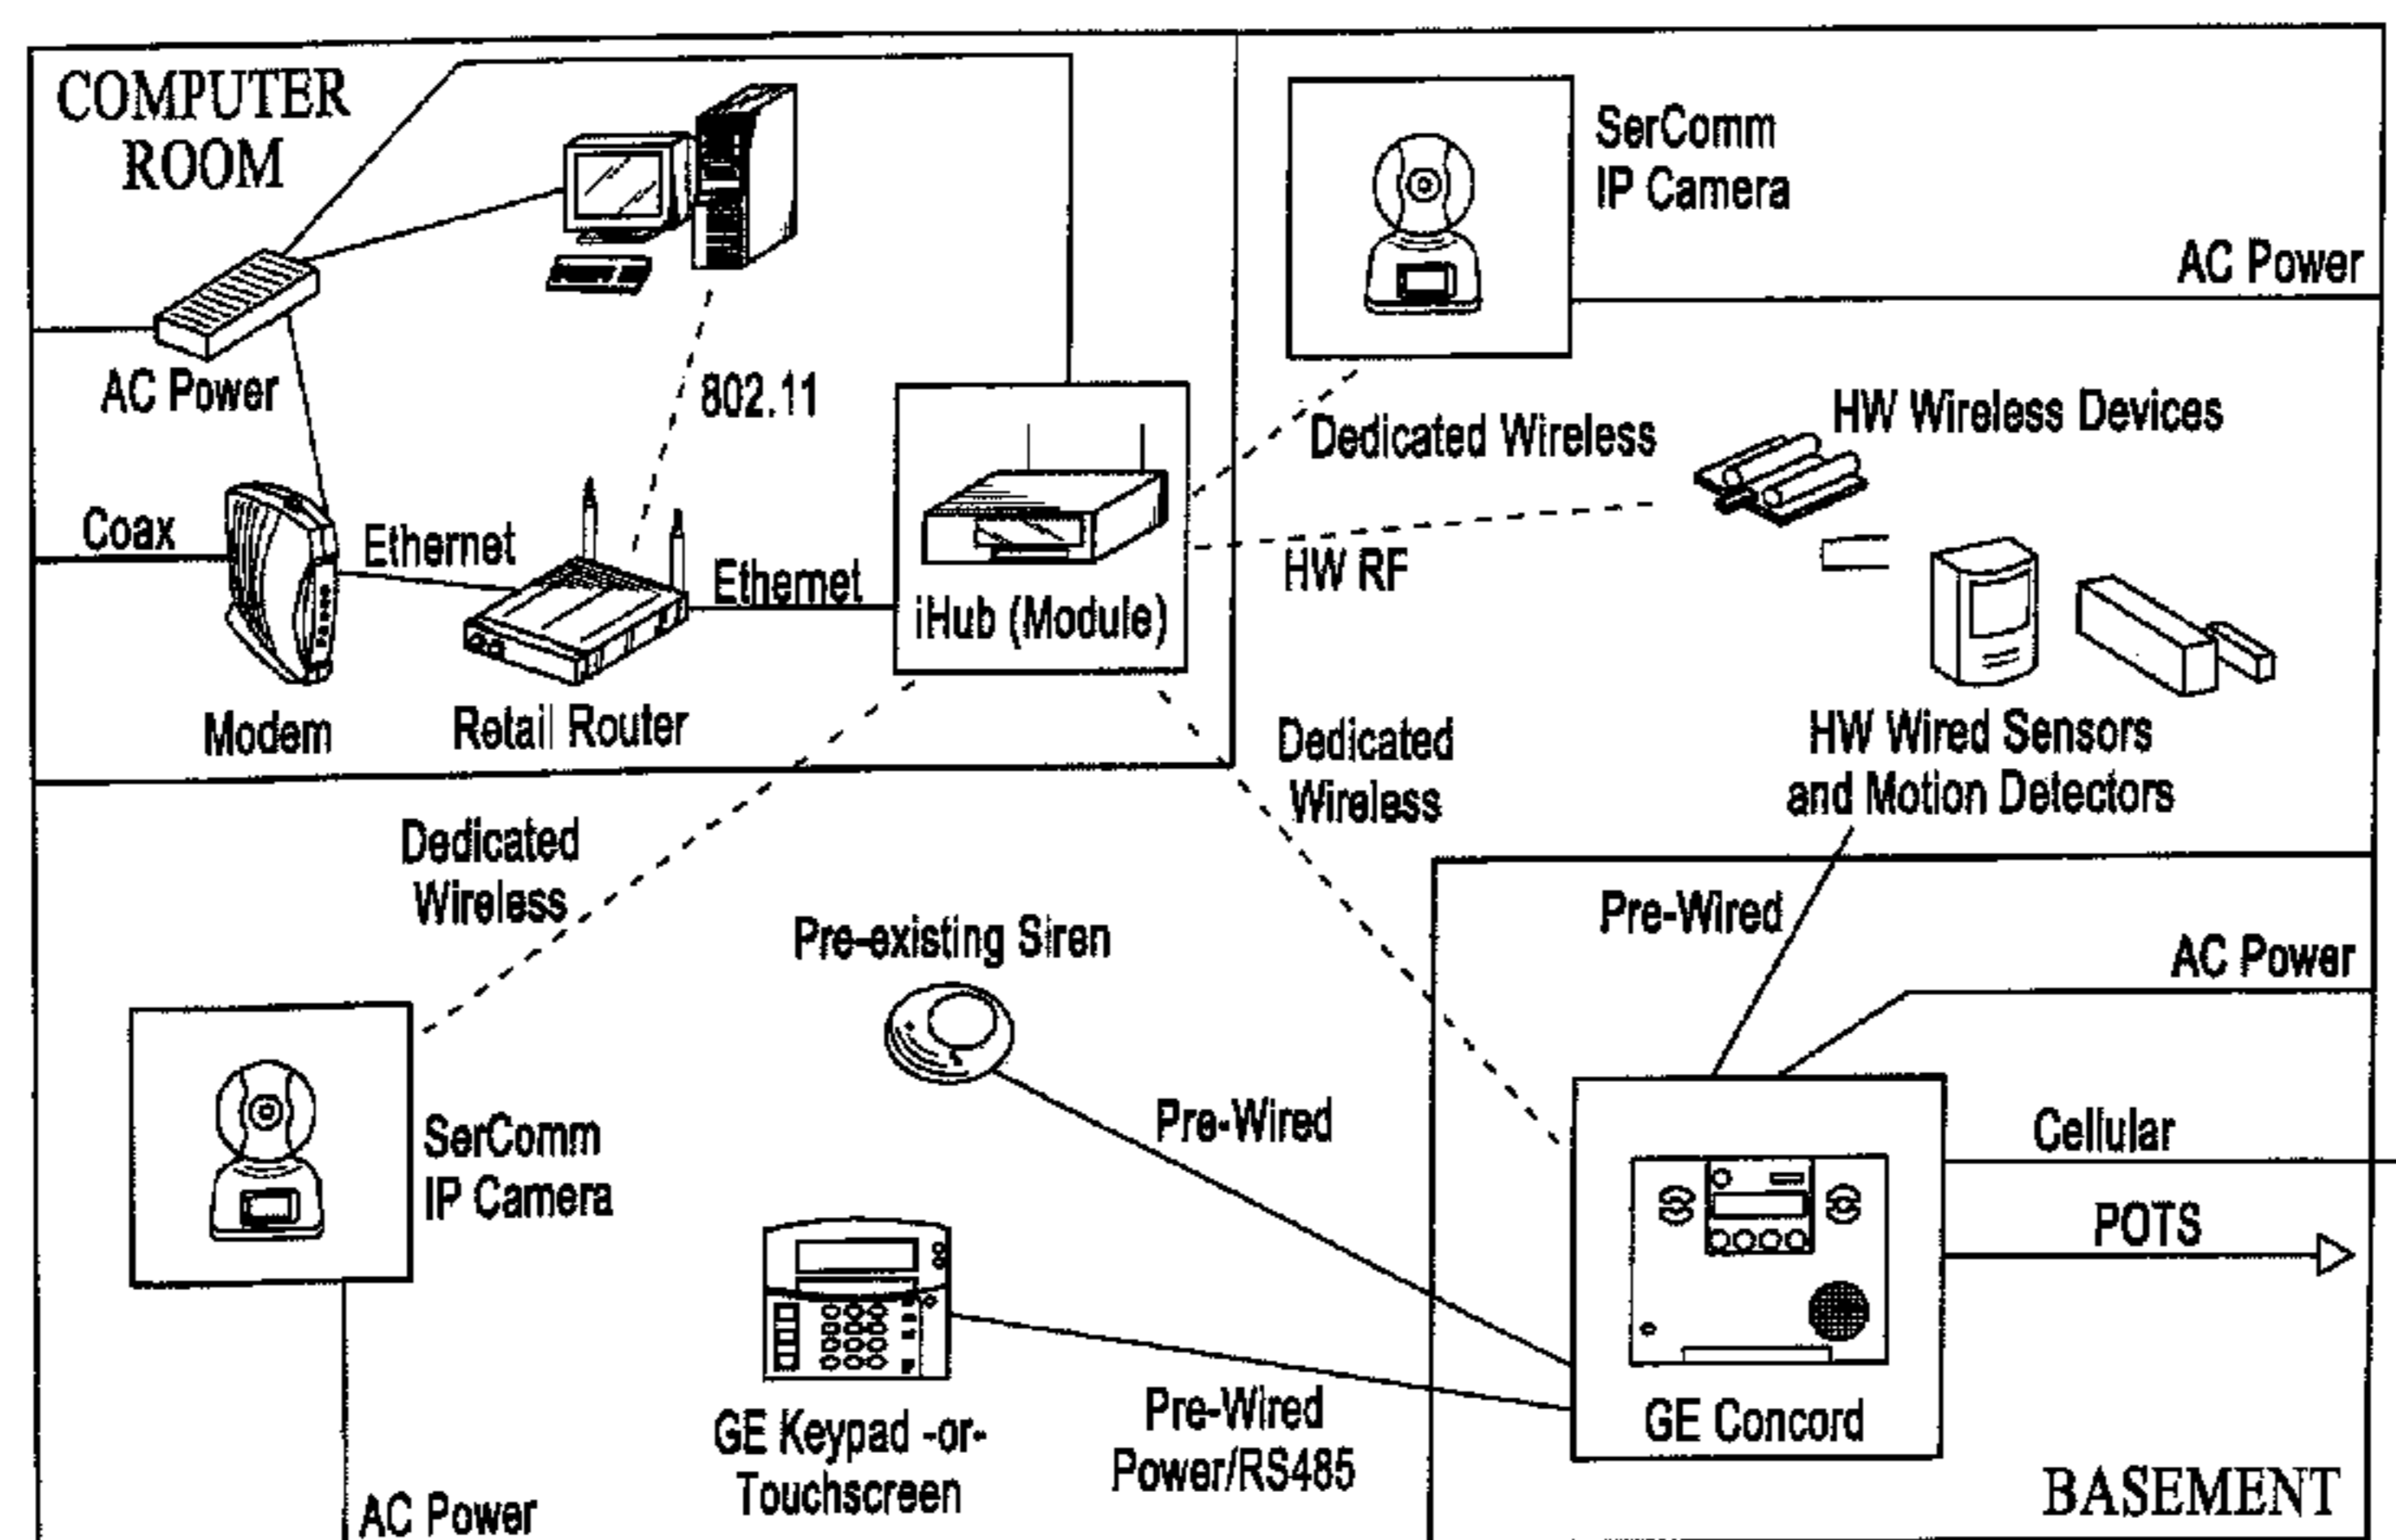 COMPUTER
ROOM
SerComm
IP Camera
AC Power
AC Power
802.11
Dedicated Wireless
HW Wireless Devices
Coax
Ethernet
Ethernet
iHub (Module)
HW RF
Modem
Retail Router
Dedicated
Wireless
HW Wired Sensors
and Motion Detectors
Dedicated
Wireless
Pre-existing Siren
Pre-Wired
AC Power
SerComm
IP Camera
Pre-Wired
Cellular
POTS
GE Keypad -or-
Touchscreen
Pre-Wired
Power/RS485
GE Concord
AC Power
BASEMENT